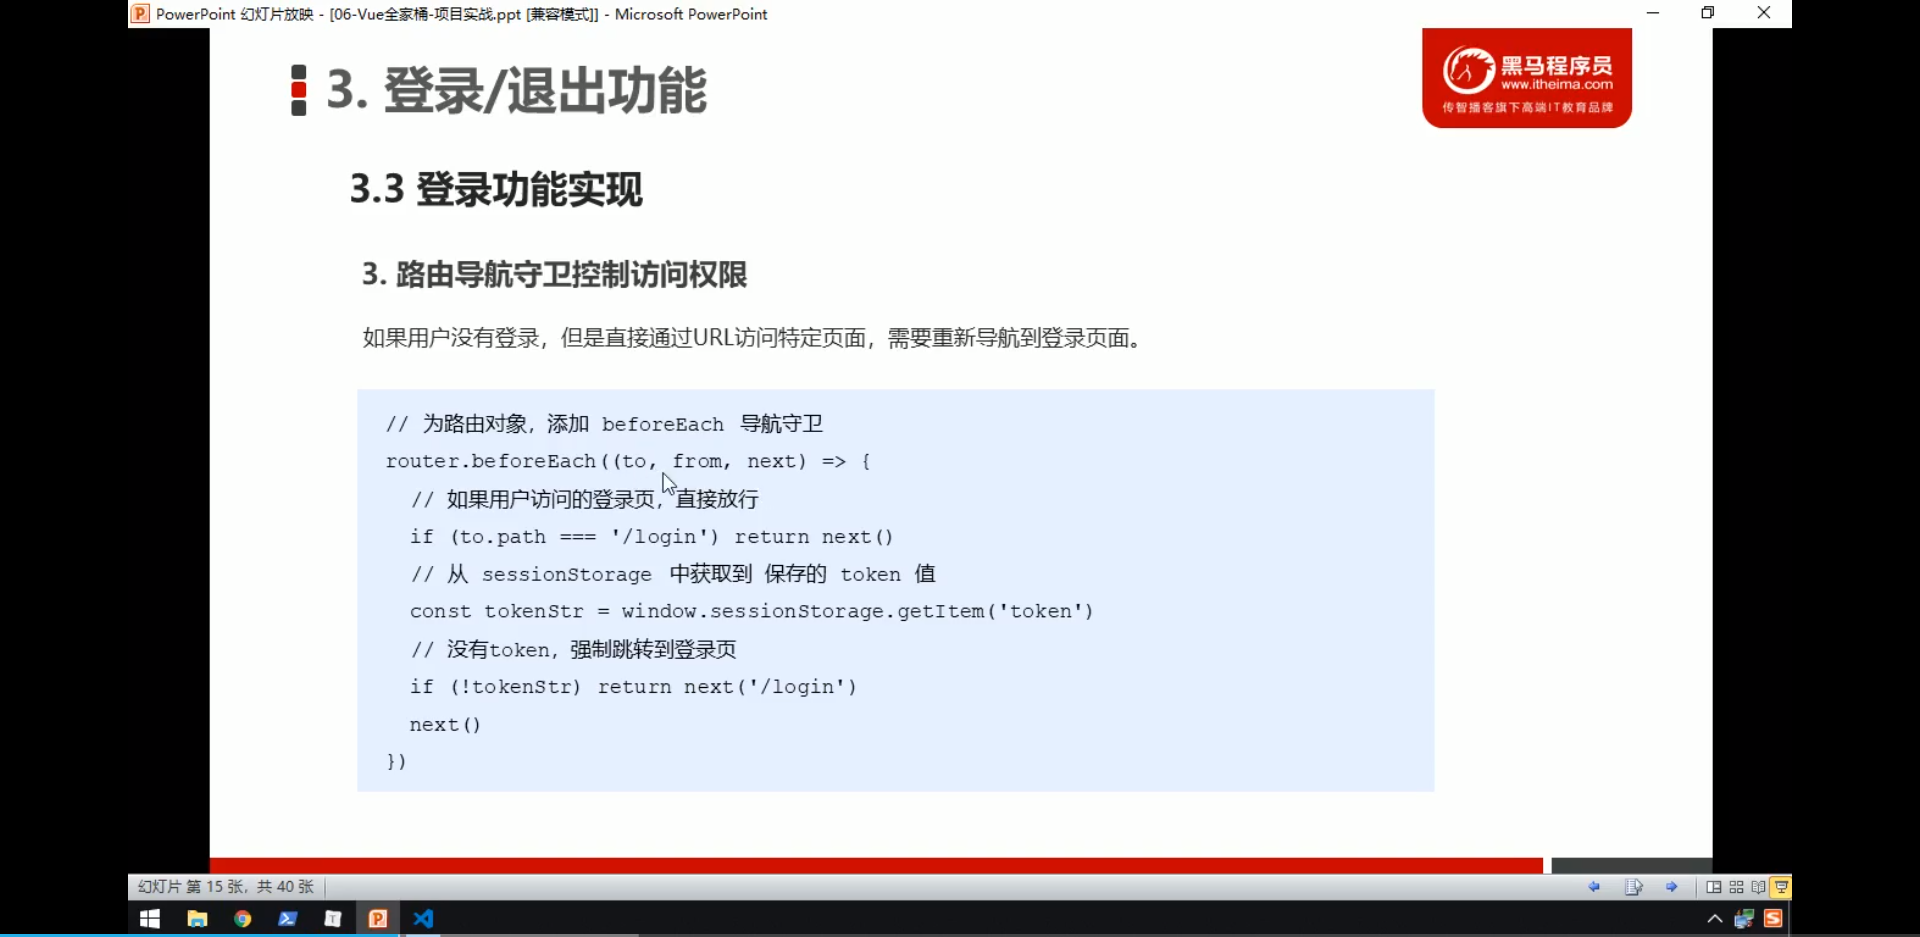 PowerPoint 幻灯片放映 - [06-Vue全家桶-项目实战.ppt [兼容模式]] - Microsoft PowerPoint
3. 登录/退出功能
黑马程序员
www.itheima.com
传智播客旗下高端IT教育品牌
3.3 登录功能实现
3. 路由导航守卫控制访问权限
如果用户没有登录，但是直接通过URL访问特定页面，需要重新导航到登录页面。
// 为路由对象，添加 beforeEach 导航守卫
router.beforeEach((to, from, next) => {
// 如果用户访问的登录页，直接放行
if (to.path === '/login') return next()
// 从 sessionStorage 中获取到 保存的 token 值
const tokenStr = window.sessionStorage.getItem('token')
// 没有token，强制跳转到登录页
if (!tokenStr) return next('/login')
next()
})
幻灯片 第 15 张，共 40 张